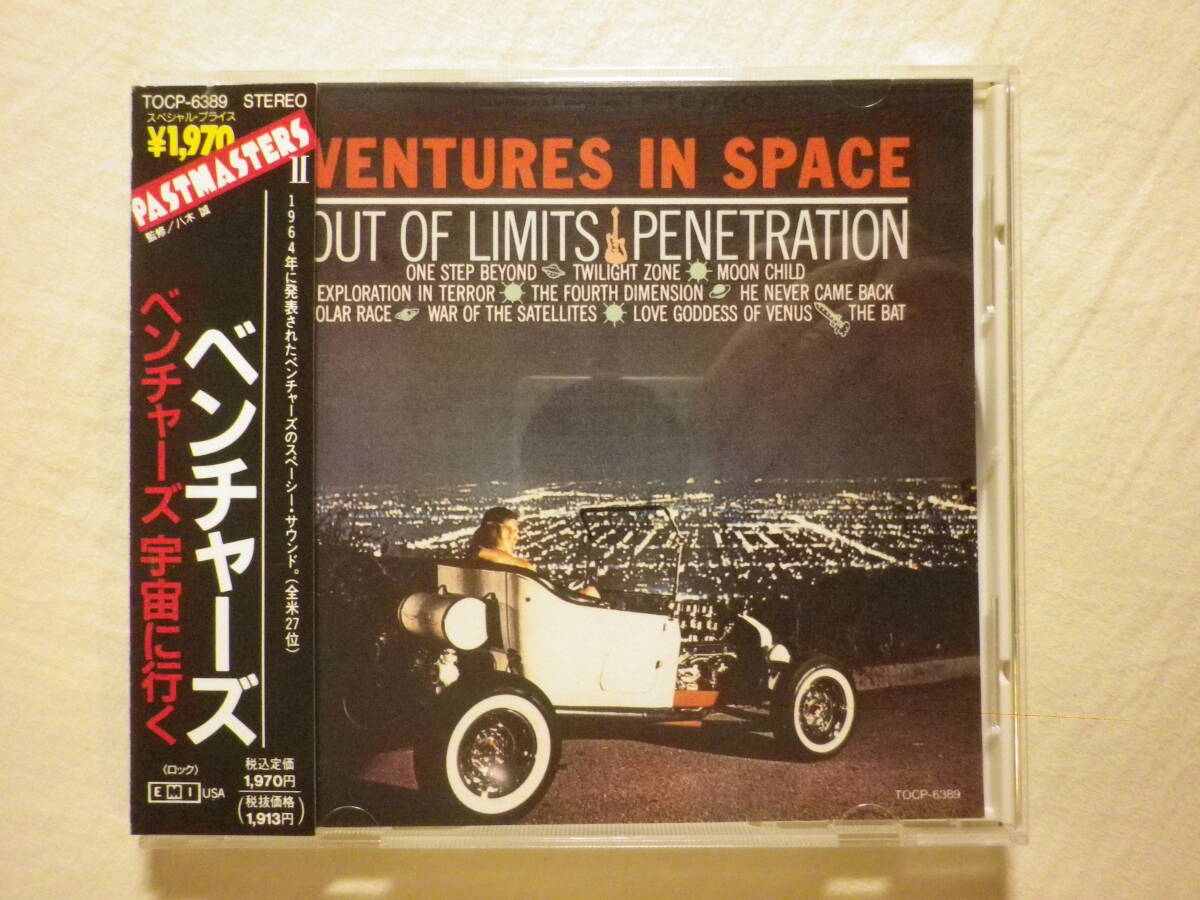 TOCP-6389 STEREO
スペシャル・プライス
¥1,970
PASTMASTERS
II
監修/八木 誠
1964年に発表されたベンチャーズのスペーシー・サウンド。(全米27位)
ベンチャーズ
ベンチャーズ 宇宙に行く
〈ロック〉
EMI USA
税込定価
1,970円
(税抜価格
1,913円)
VENTURES IN SPACE
OUT OF LIMITS PENETRATION
ONE STEP BEYOND TWILIGHT ZONE MOON CHILD
EXPLORATION IN TERROR THE FOURTH DIMENSION HE NEVER CAME BACK
OLAR RACE WAR OF THE SATELLITES LOVE GODDESS OF VENUS THE BAT
TOCP-6389